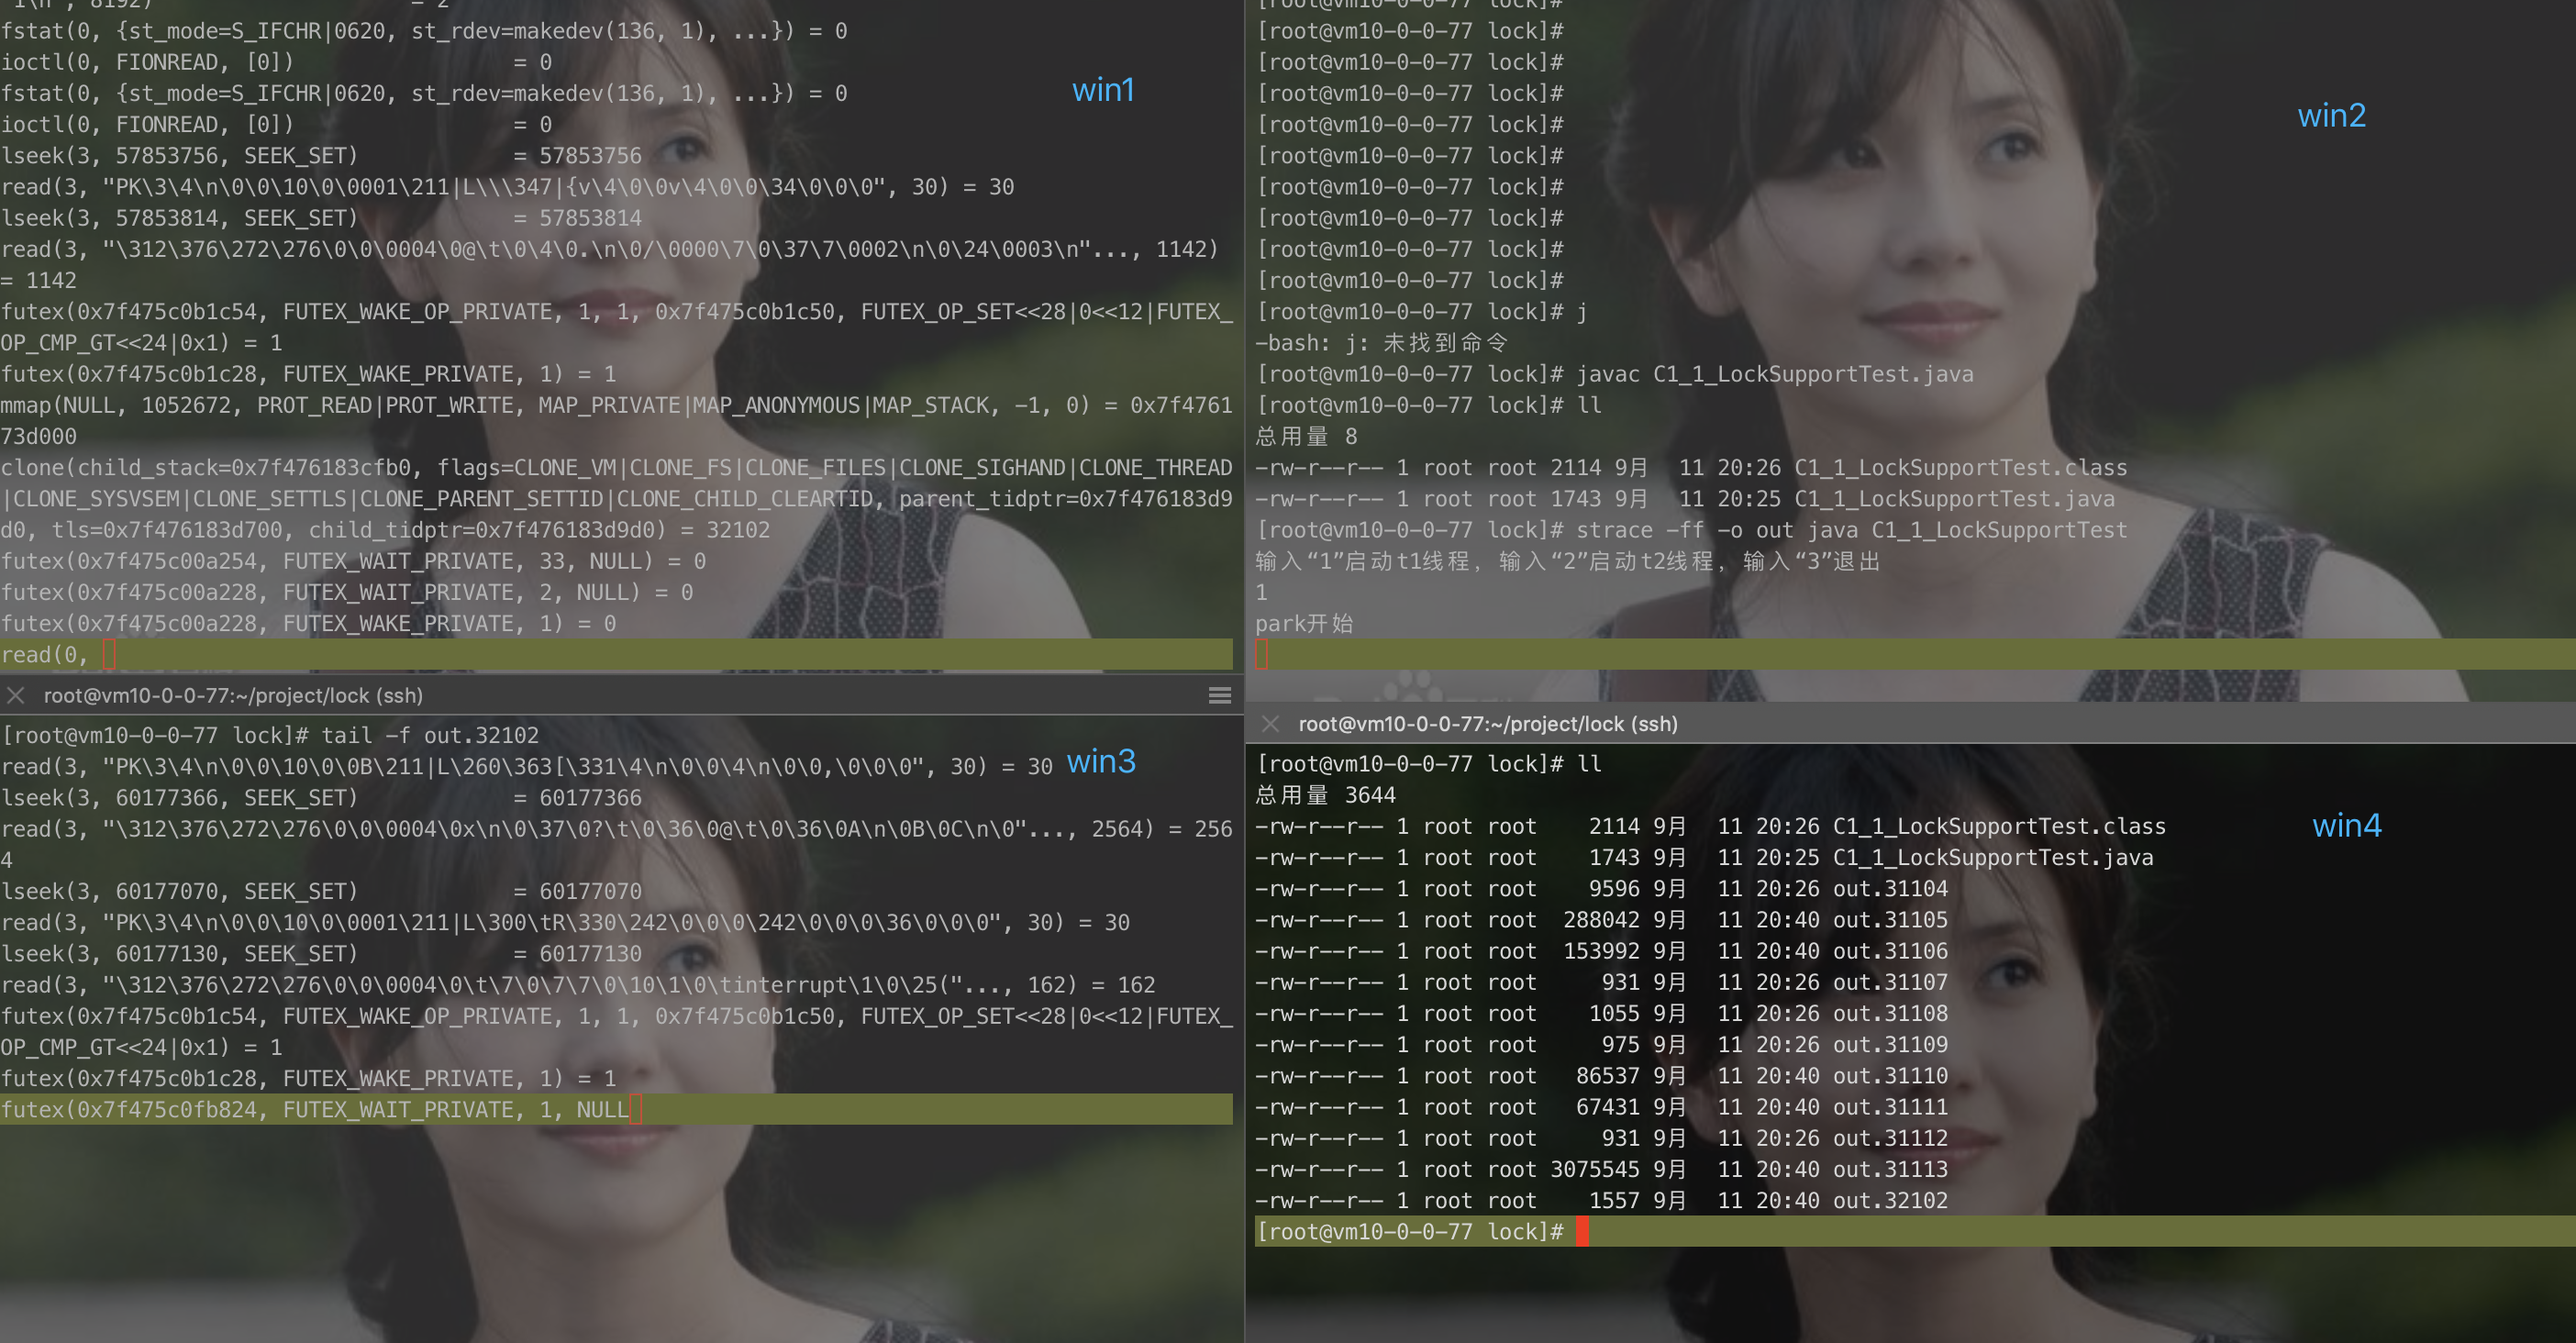 1\n", 8192) = 2
fstat(0, {st_mode=S_IFCHR|0620, st_rdev=makedev(136, 1), ...}) = 0
ioctl(0, FIONREAD, [0]) = 0
fstat(0, {st_mode=S_IFCHR|0620, st_rdev=makedev(136, 1), ...}) = 0
win1
ioctl(0, FIONREAD, [0]) = 0
lseek(3, 57853756, SEEK_SET) = 57853756
read(3, "PK\3\4\n\0\0\10\0\0001\211|L\\\347|{v\4\0\0v\4\0\0\34\0\0\0", 30) = 30
lseek(3, 57853814, SEEK_SET) = 57853814
read(3, "\312\376\272\276\0\0\0004\0@\t\0\4\0.\n\0/\0000\7\0\37\7\0002\n\0\24\0003\n"..., 1142)
= 1142
futex(0x7f475c0b1c54, FUTEX_WAKE_OP_PRIVATE, 1, 1, 0x7f475c0b1c50, FUTEX_OP_SET<<28|0<<12|FUTEX_
OP_CMP_GT<<24|0x1) = 1
futex(0x7f475c0b1c28, FUTEX_WAKE_PRIVATE, 1) = 1
mmap(NULL, 1052672, PROT_READ|PROT_WRITE, MAP_PRIVATE|MAP_ANONYMOUS|MAP_STACK, -1, 0) = 0x7f4761
73d000
clone(child_stack=0x7f476183cfb0, flags=CLONE_VM|CLONE_FS|CLONE_FILES|CLONE_SIGHAND|CLONE_THREAD
|CLONE_SYSVSEM|CLONE_SETTLS|CLONE_PARENT_SETTID|CLONE_CHILD_CLEARTID, parent_tidptr=0x7f476183d9
d0, tls=0x7f476183d700, child_tidptr=0x7f476183d9d0) = 32102
futex(0x7f475c00a254, FUTEX_WAIT_PRIVATE, 33, NULL) = 0
futex(0x7f475c00a228, FUTEX_WAIT_PRIVATE, 2, NULL) = 0
futex(0x7f475c00a228, FUTEX_WAKE_PRIVATE, 1) = 0
read(0,
[root@vm10-0-0-77 lock]#
[root@vm10-0-0-77 lock]#
[root@vm10-0-0-77 lock]#
[root@vm10-0-0-77 lock]#
win2
[root@vm10-0-0-77 lock]#
[root@vm10-0-0-77 lock]#
[root@vm10-0-0-77 lock]#
[root@vm10-0-0-77 lock]#
[root@vm10-0-0-77 lock]#
[root@vm10-0-0-77 lock]#
[root@vm10-0-0-77 lock]# j
-bash: j: 未找到命令
[root@vm10-0-0-77 lock]# javac C1_1_LockSupportTest.java
[root@vm10-0-0-77 lock]# ll
总用量 8
-rw-r--r-- 1 root root 2114 9月 11 20:26 C1_1_LockSupportTest.class
-rw-r--r-- 1 root root 1743 9月 11 20:25 C1_1_LockSupportTest.java
[root@vm10-0-0-77 lock]# strace -ff -o out java C1_1_LockSupportTest
输入“1”启动t1线程, 输入“2”启动t2线程, 输入“3”退出
1
park开始
root@vm10-0-0-77:~/project/lock (ssh)
[root@vm10-0-0-77 lock]# tail -f out.32102
win3
read(3, "PK\3\4\n\0\0\10\0\0B\211|L\260\363[\331\4\n\0\0\4\n\0\0,\0\0\0", 30) = 30
lseek(3, 60177366, SEEK_SET) = 60177366
read(3, "\312\376\272\276\0\0\0004\0x\n\0\37\0?\t\0\36\0@\t\0\36\0A\n\0B\0C\n\0"..., 2564) = 256
4
lseek(3, 60177070, SEEK_SET) = 60177070
read(3, "PK\3\4\n\0\0\10\0\0001\211|L\300\tR\330\242\0\0\0\242\0\0\0\36\0\0\0", 30) = 30
lseek(3, 60177130, SEEK_SET) = 60177130
read(3, "\312\376\272\276\0\0\0004\0\t\7\0\7\7\0\10\1\0\tinterrupt\1\0\25("..., 162) = 162
futex(0x7f475c0b1c54, FUTEX_WAKE_OP_PRIVATE, 1, 1, 0x7f475c0b1c50, FUTEX_OP_SET<<28|0<<12|FUTEX_
OP_CMP_GT<<24|0x1) = 1
futex(0x7f475c0b1c28, FUTEX_WAKE_PRIVATE, 1) = 1
futex(0x7f475c0fb824, FUTEX_WAIT_PRIVATE, 1, NULL
root@vm10-0-0-77:~/project/lock (ssh)
[root@vm10-0-0-77 lock]# ll
总用量 3644
win4
-rw-r--r-- 1 root root 2114 9月 11 20:26 C1_1_LockSupportTest.class
-rw-r--r-- 1 root root 1743 9月 11 20:25 C1_1_LockSupportTest.java
-rw-r--r-- 1 root root 9596 9月 11 20:26 out.31104
-rw-r--r-- 1 root root 288042 9月 11 20:40 out.31105
-rw-r--r-- 1 root root 153992 9月 11 20:40 out.31106
-rw-r--r-- 1 root root 931 9月 11 20:26 out.31107
-rw-r--r-- 1 root root 1055 9月 11 20:26 out.31108
-rw-r--r-- 1 root root 975 9月 11 20:26 out.31109
-rw-r--r-- 1 root root 86537 9月 11 20:40 out.31110
-rw-r--r-- 1 root root 67431 9月 11 20:40 out.31111
-rw-r--r-- 1 root root 931 9月 11 20:26 out.31112
-rw-r--r-- 1 root root 3075545 9月 11 20:40 out.31113
-rw-r--r-- 1 root root 1557 9月 11 20:40 out.32102
[root@vm10-0-0-77 lock]#